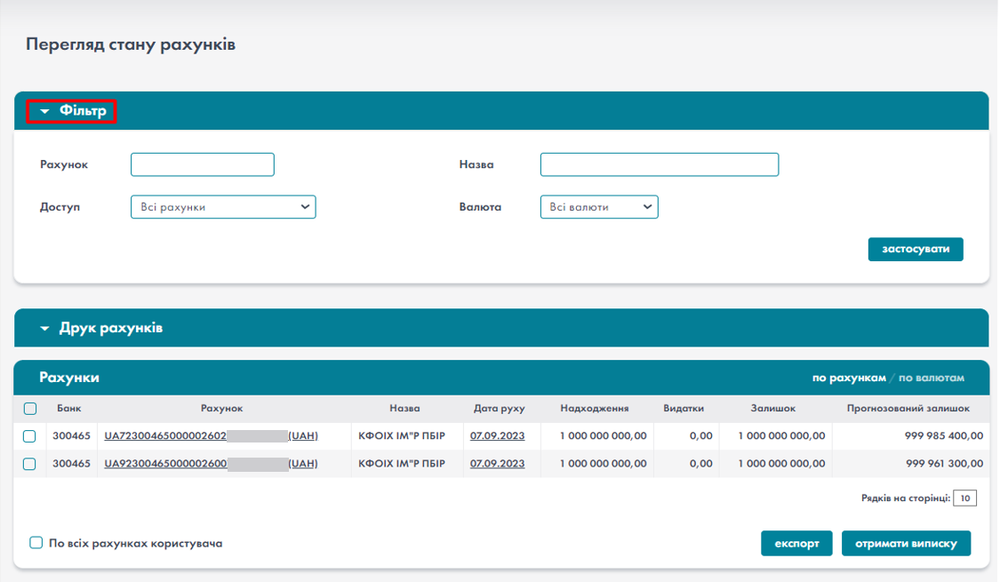 Перегляд стану рахунків
Фільтр
Рахунок Назва
Доступ Всі рахунки Валюта Всі валюти
застосувати
Друк рахунків
Рахунки по рахункам / по валютам
Банк Рахунок Назва Дата руху Надходження Видатки Залишок Прогнозований залишок
300465 UA72300465000002602 (UAH) КФОІХ ІМ"Р ПБІР 07.09.2023 1 000 000 000,00 0,00 1 000 000 000,00 999 985 400,00
300465 UA92300465000002600 (UAH) КФОІХ ІМ"Р ПБІР 07.09.2023 1 000 000 000,00 0,00 1 000 000 000,00 999 961 300,00
Рядків на сторінці: 10
По всіх рахунках користувача експорт отримати виписку